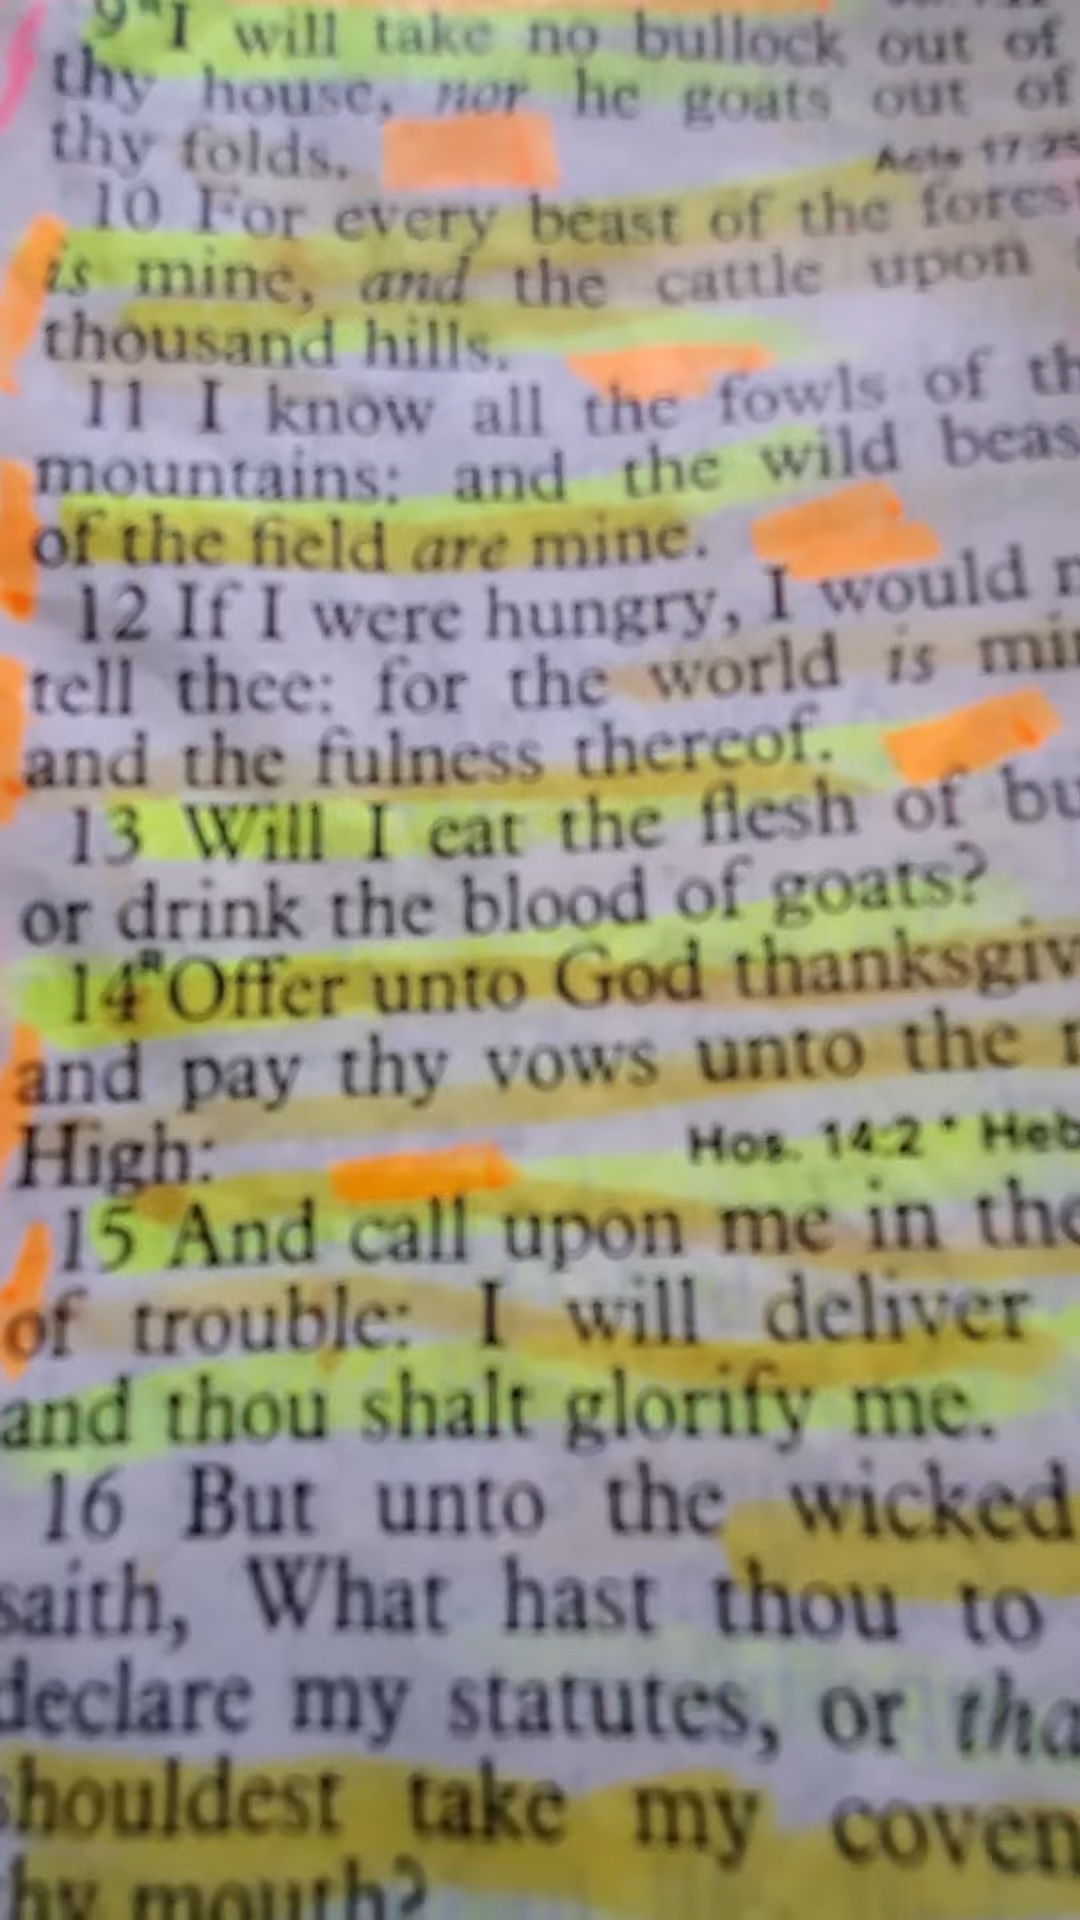 9 "I will take no bullock out of
thy house, nor he goats out of
thy folds. Acts 17:25
10 For every beast of the forest
is mine, and the cattle upon
thousand hills.
11 I know all the fowls of th
mountains: and the wild beas
of the field are mine.
12 If I were hungry, I would n
tell thee: for the world is min
and the fulness thereof.
13 Will I eat the flesh of bu
or drink the blood of goats?
14 "Offer unto God thanksgiv
and pay thy vows unto the
High: Hos. 14:2 * Heb
15 And call upon me in the
of trouble: I will deliver
and thou shalt glorify me.
16 But unto the wicked
saith, What hast thou to
declare my statutes, or tha
shouldest take my coven
hy mouth?